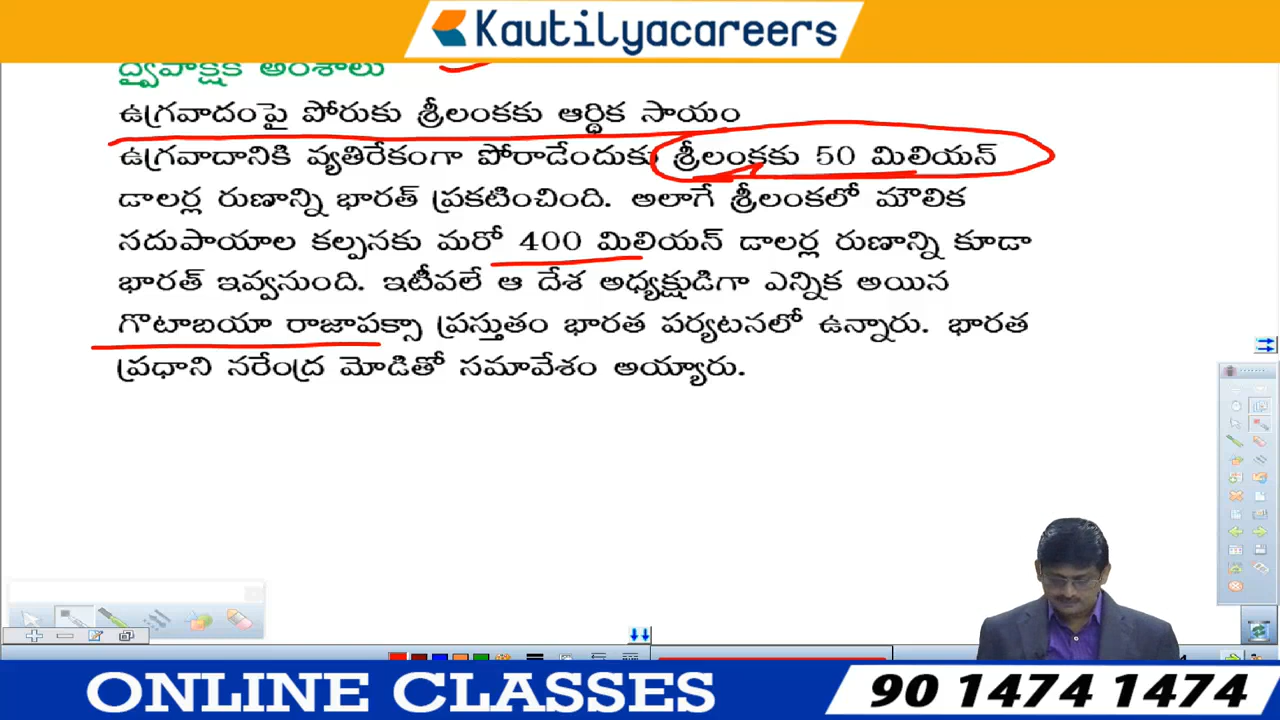 Kautilyacareers
ద్వైపాక్షిక అంశాలు
ఉగ్రవాదంపై పోరుకు శ్రీలంకకు ఆర్థిక సాయం
ఉగ్రవాదానికి వ్యతిరేకంగా పోరాడేందుకు శ్రీలంకకు 50 మిలియన్
డాలర్ల రుణాన్ని భారత్ ప్రకటించింది. అలాగే శ్రీలంకలో మౌలిక
సదుపాయాల కల్పనకు మరో 400 మిలియన్ డాలర్ల రుణాన్ని కూడా
భారత్ ఇవ్వనుంది. ఇటీవలే ఆ దేశ అధ్యక్షుడిగా ఎన్నిక అయిన
గొటాబయా రాజాపక్సా ప్రస్తుతం భారత పర్యటనలో ఉన్నారు. భారత
ప్రధాని నరేంద్ర మోడితో సమావేశం అయ్యారు.
ONLINE CLASSES
90 1474 1474